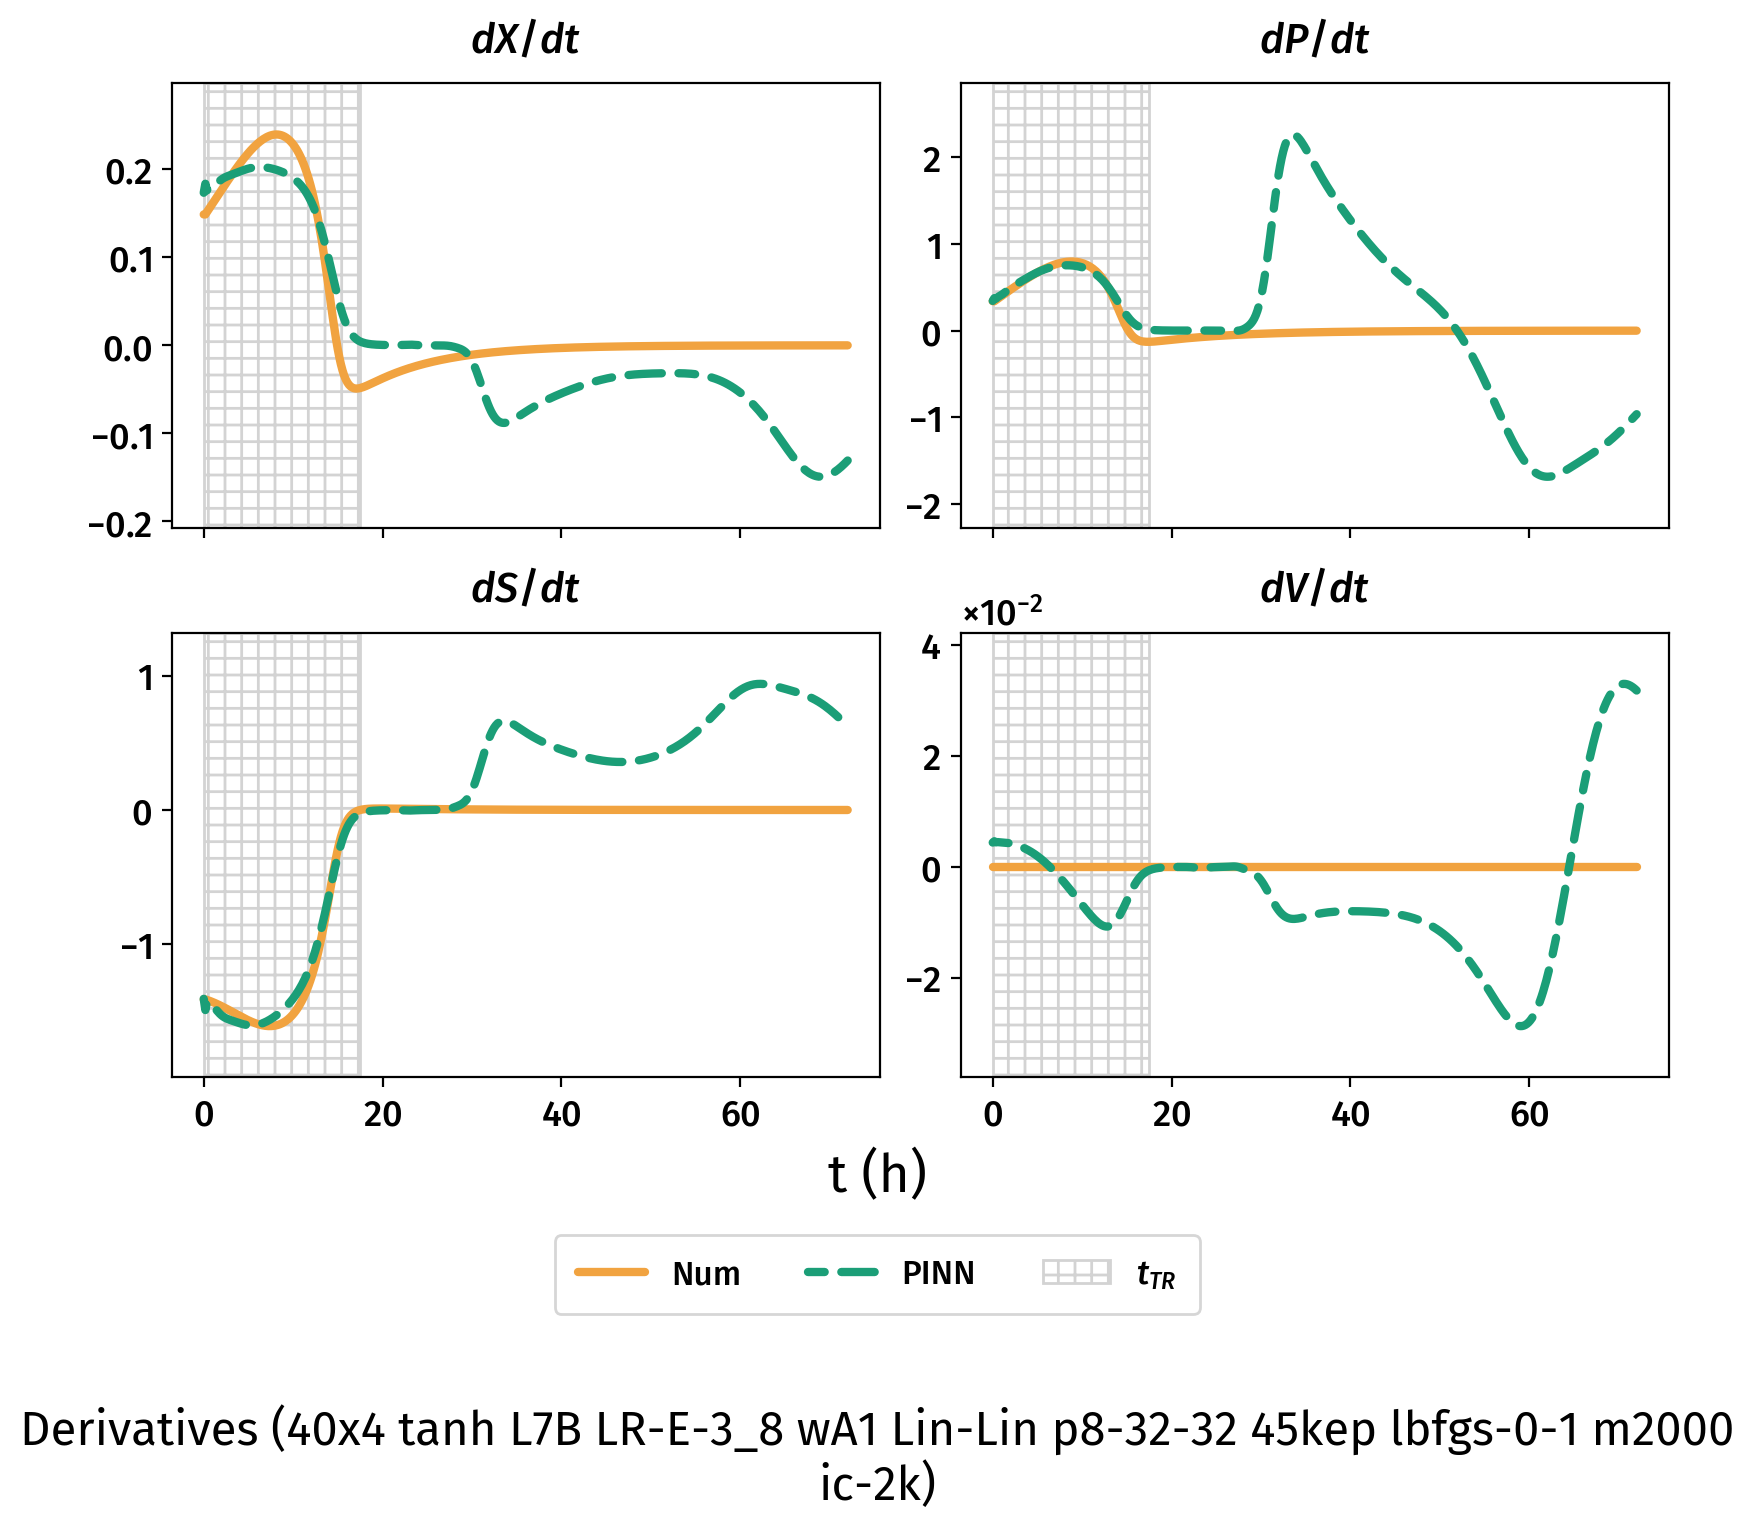 dX/dt
dP/dt
0.2
0.1
0.0
−0.1
−0.2
2
1
0
−1
−2
dS/dt
dV/dt
×10⁻²
1
0
−1
4
2
0
−2
0 20 40 60
0 20 40 60
t (h)
Num PINN t_TR
Derivatives (40x4 tanh L7B LR-E-3_8 wA1 Lin-Lin p8-32-32 45kep lbfgs-0-1 m2000
ic-2k)